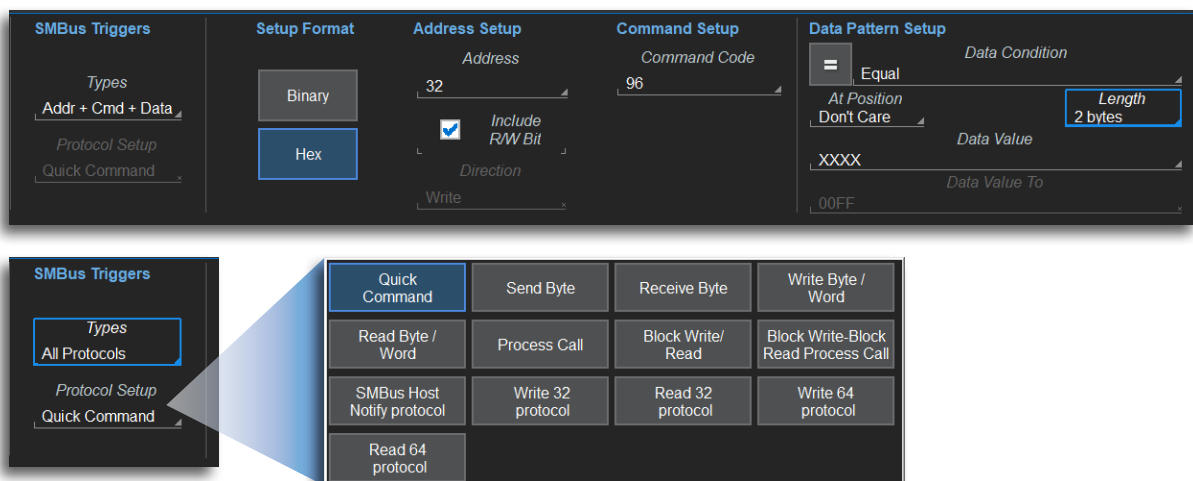 SMBus Triggers
Types
Addr + Cmd + Data
Protocol Setup
Quick Command
Setup Format
Binary
Hex
Address Setup
Address
32
Include
R/W Bit
Direction
Write
Command Setup
Command Code
96
Data Pattern Setup
=
Data Condition
Equal
At Position
Don't Care
Length
2 bytes
Data Value
XXXX
Data Value To
00FF
SMBus Triggers
Types
All Protocols
Protocol Setup
Quick Command
Quick
Command
Send Byte
Receive Byte
Write Byte /
Word
Read Byte /
Word
Process Call
Block Write/
Read
Block Write-Block
Read Process Call
SMBus Host
Notify protocol
Write 32
protocol
Read 32
protocol
Write 64
protocol
Read 64
protocol